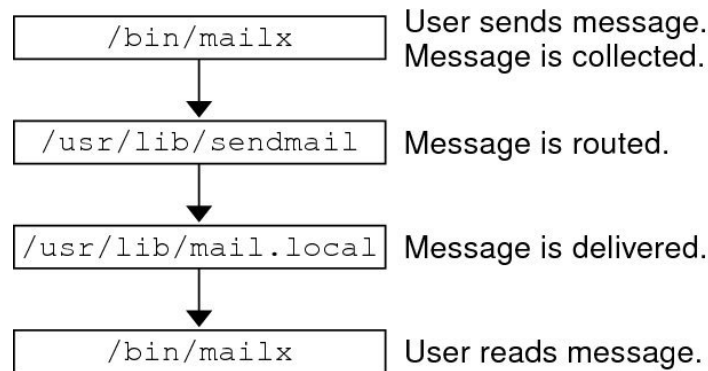 /bin/mailx
User sends message.
Message is collected.
/usr/lib/sendmail
Message is routed.
/usr/lib/mail.local
Message is delivered.
/bin/mailx
User reads message.